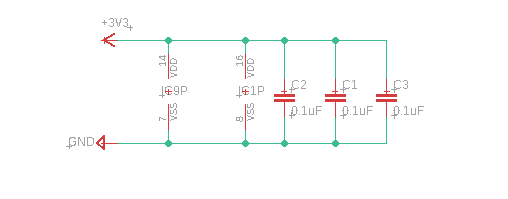 +3V3
14
VDD
IC9P
VSS
7
16
VDD
IC1P
VSS
8
C2
0.1uF
C1
0.1uF
C3
0.1uF
GND